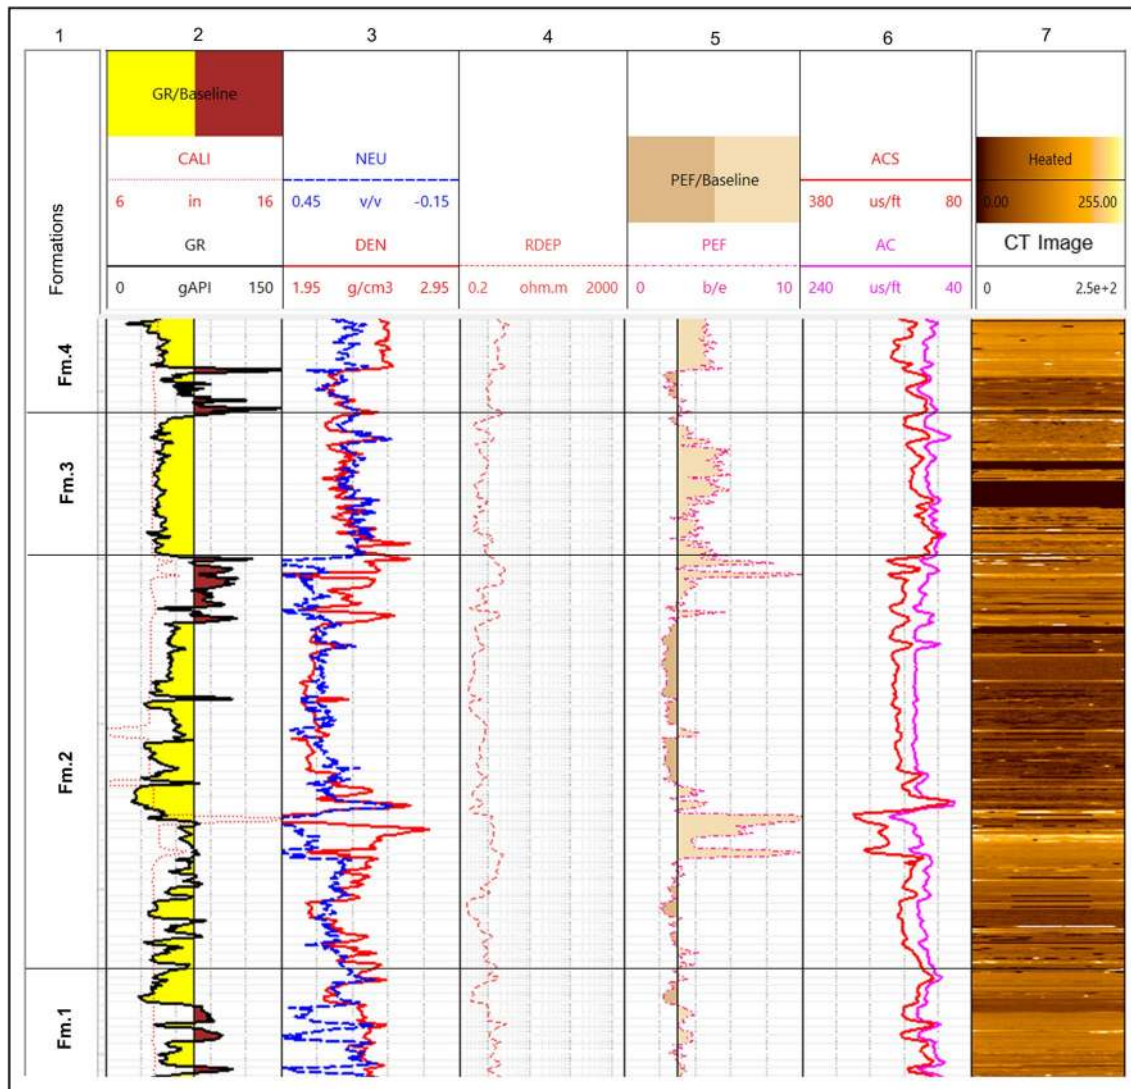 1 2 3 4 5 6 7
Formations
GR/Baseline
CALI
6 in 16
GR
0 gAPI 150
NEU
0.45 v/v -0.15
DEN
1.95 g/cm3 2.95
RDEP
0.2 ohm.m 2000
PEF/Baseline
PEF
0 b/e 10
ACS
380 us/ft 80
AC
240 us/ft 40
Heated
0.00 255.00
CT Image
0 2.5e+2
Fm.4
Fm.3
Fm.2
Fm.1